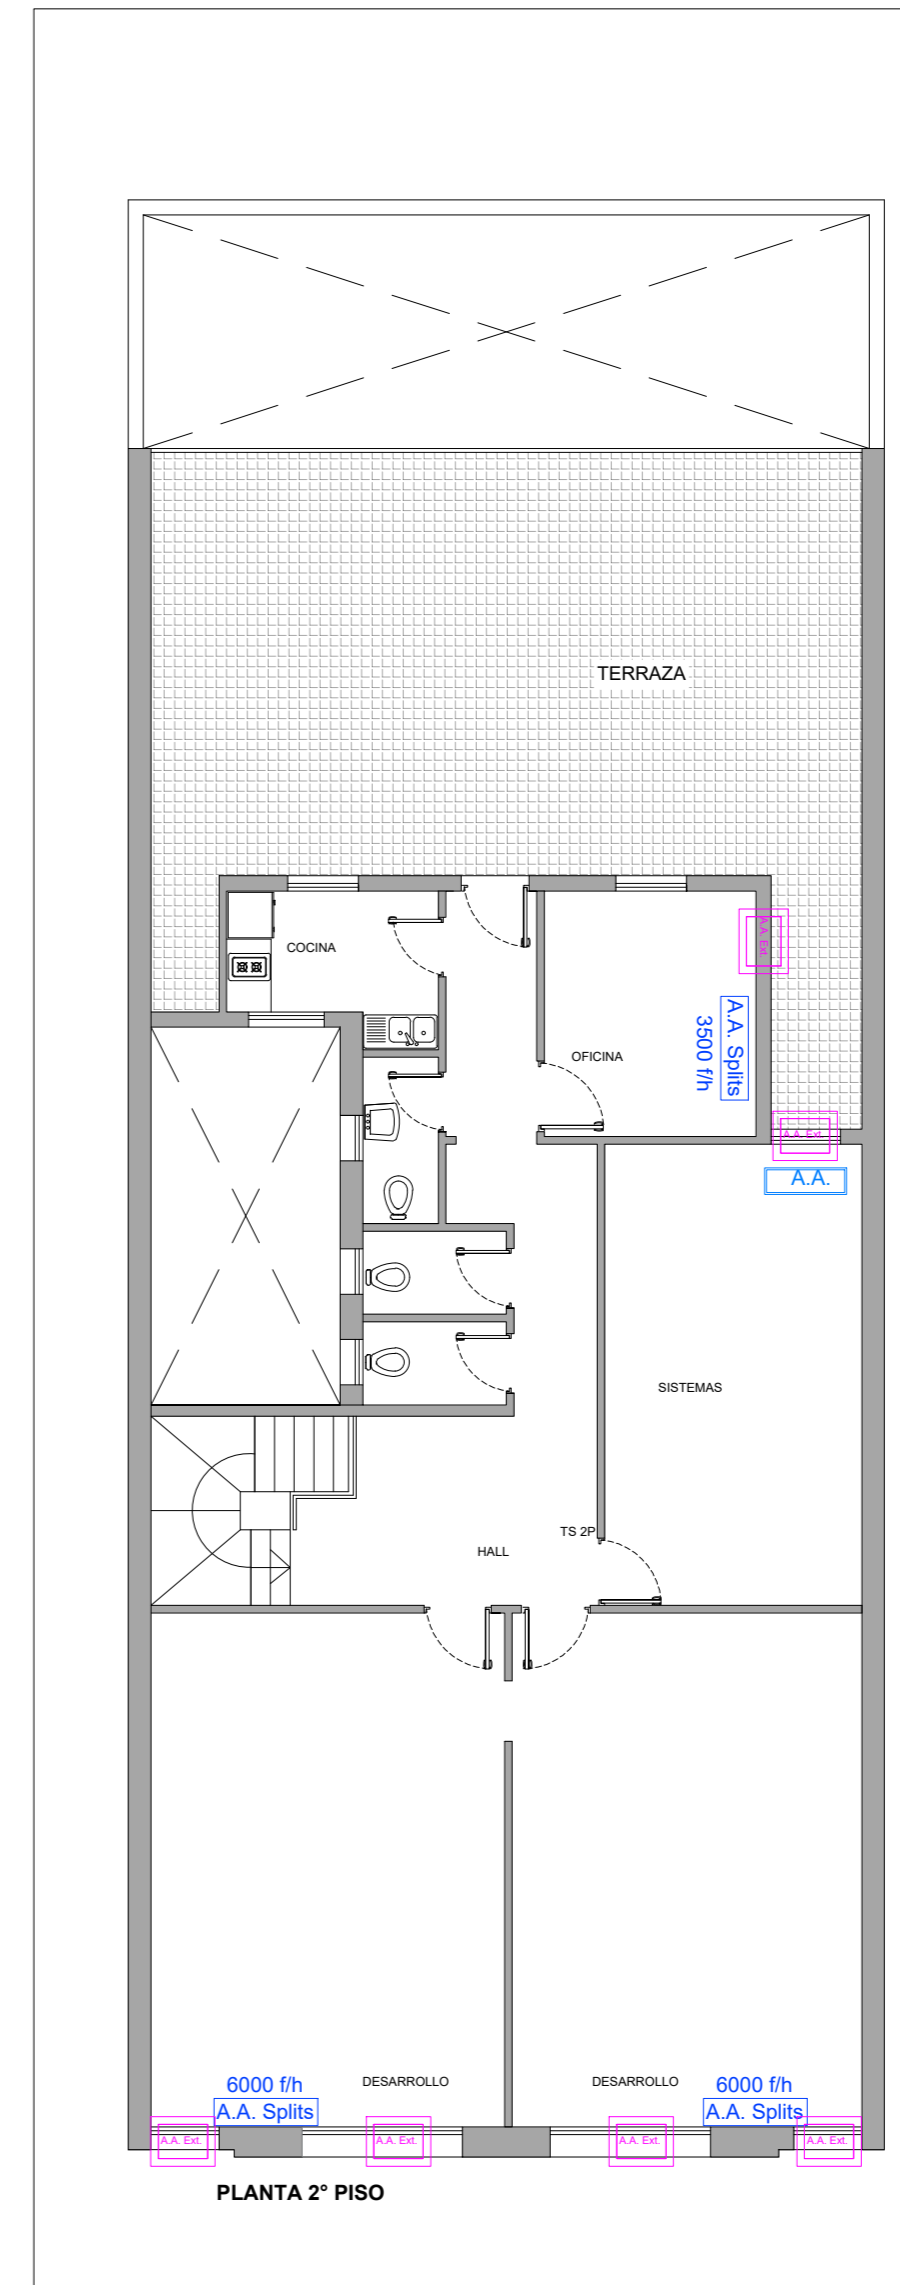 TERRAZA
A.A. Ext.
COCINA
A.A. Splits
3500 f/h
OFICINA
A.A. Ext.
A.A.
SISTEMAS
TS 2P
HALL
6000 f/h
A.A. Splits
DESARROLLO
DESARROLLO
6000 f/h
A.A. Splits
A.A. Ext.
A.A. Ext.
A.A. Ext.
A.A. Ext.
PLANTA 2° PISO